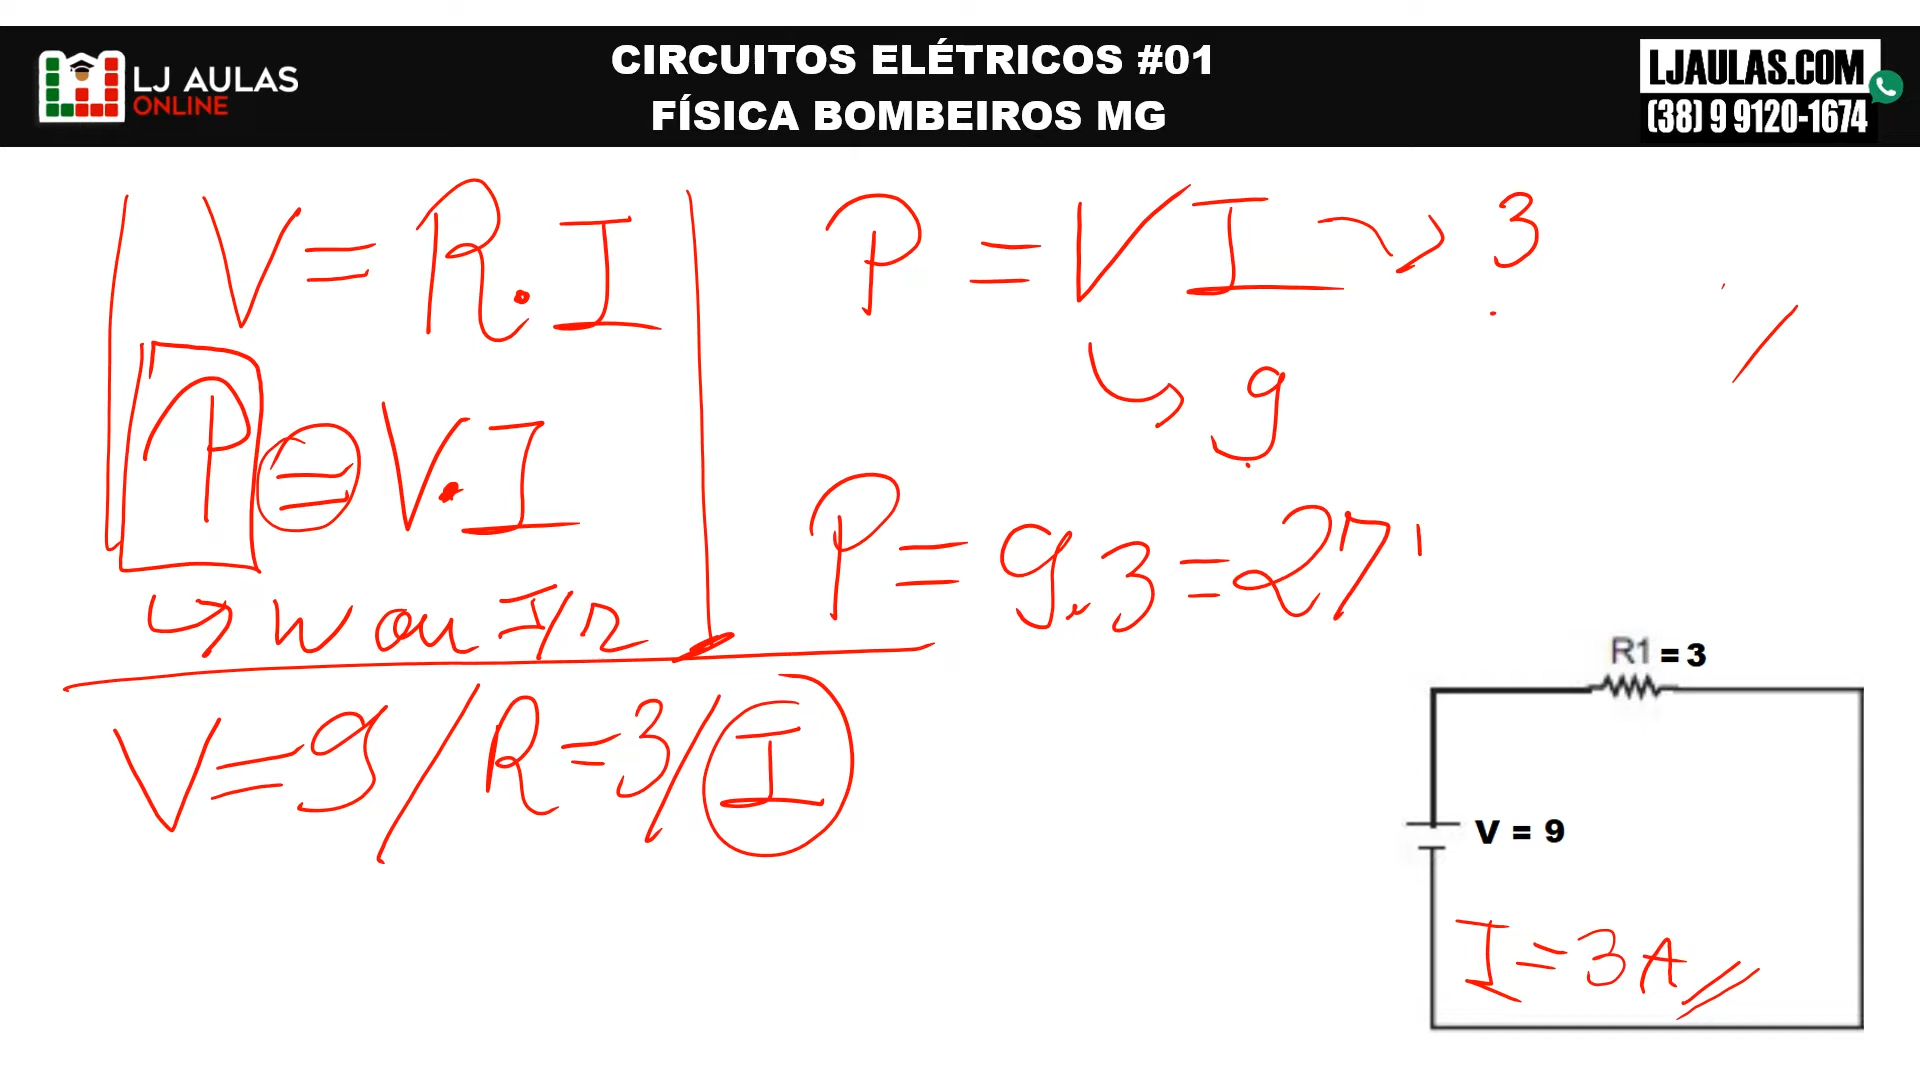 LJ AULAS
ONLINE
CIRCUITOS ELÉTRICOS #01
FÍSICA BOMBEIROS MG
LJAULAS.COM
(38) 9 9120-1674
V = R.I
P = V.I
W ou J/s
V = 9 / R = 3 / I
P = VI 3
9
P = 9.3 = 27
R1 = 3
V = 9
I = 3A //